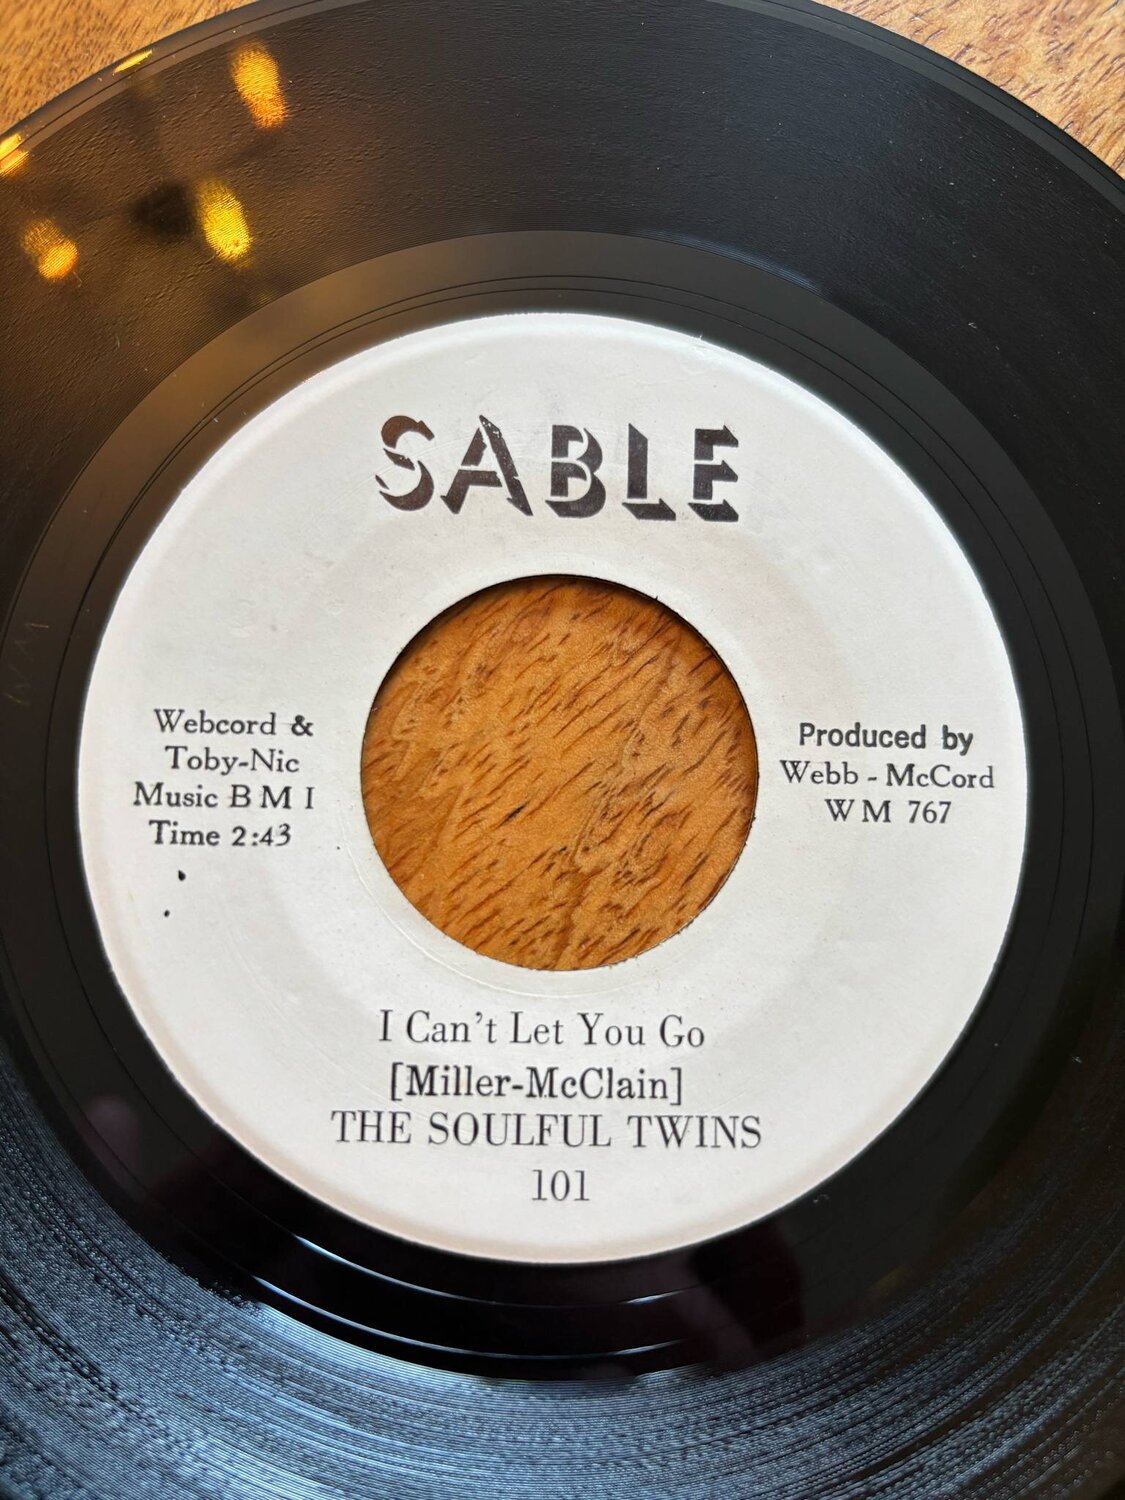 SABLE
Webcord &
Toby-Nic
Music B M I
Time 2:43
Produced by
Webb - McCord
W M 767
I Can't Let You Go
[Miller-McClain]
THE SOULFUL TWINS
101